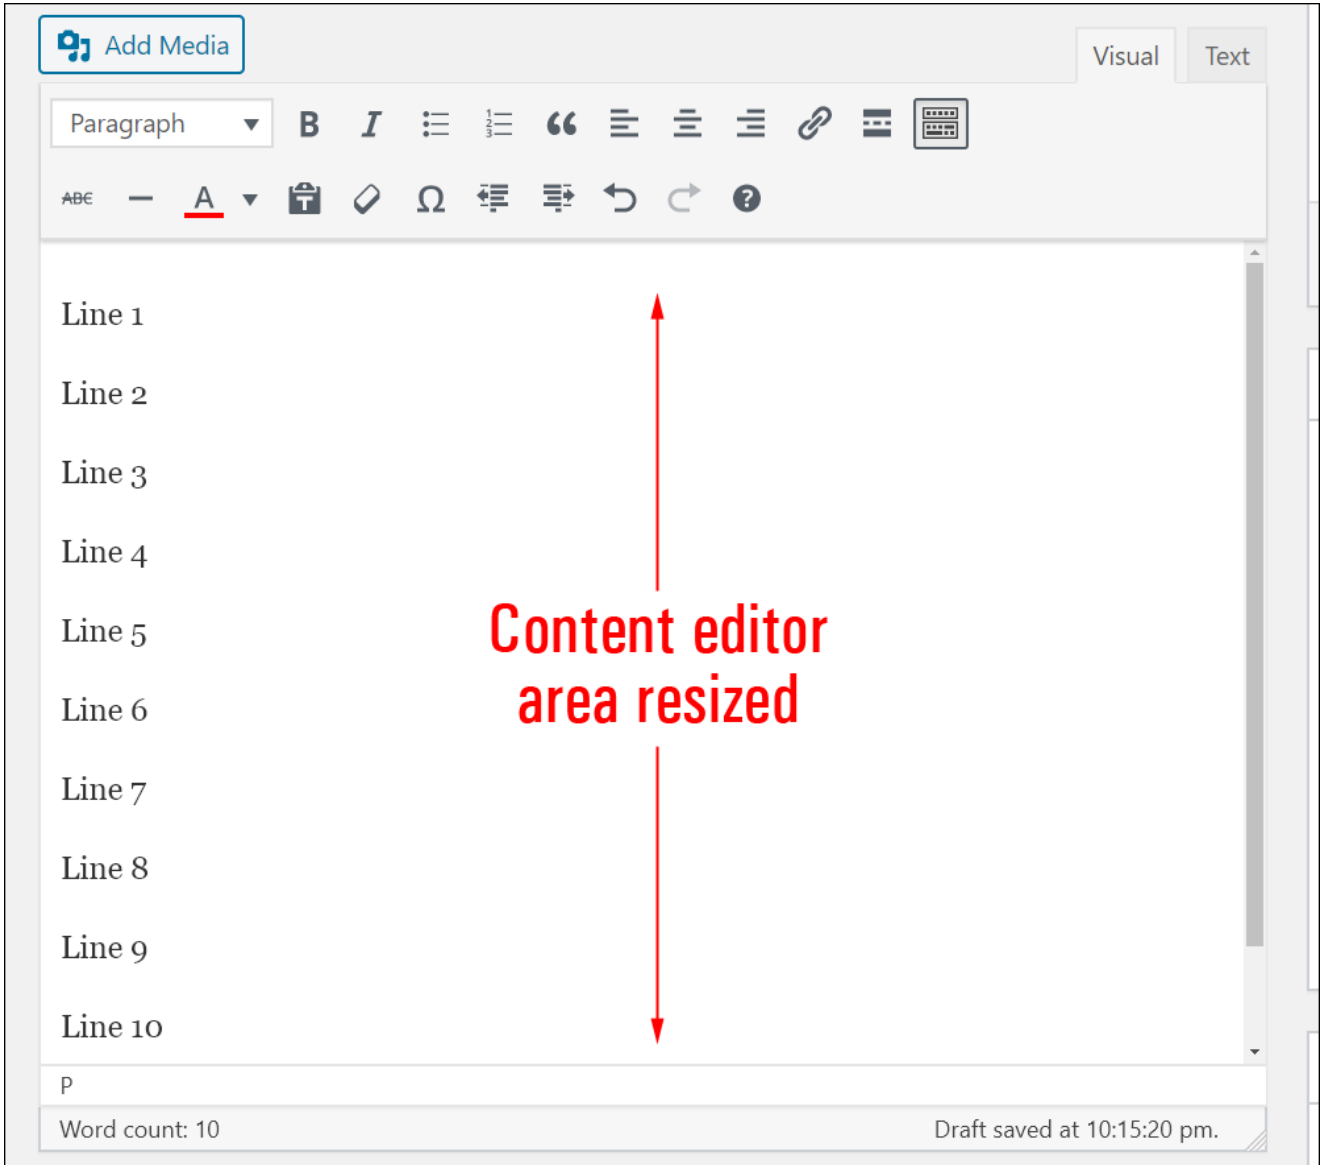 Add Media
Visual Text
Paragraph
ABC A
Line 1
Line 2
Line 3
Line 4
Line 5
Line 6
Line 7
Line 8
Line 9
Line 10
Content editor
area resized
P
Word count: 10 Draft saved at 10:15:20 pm.